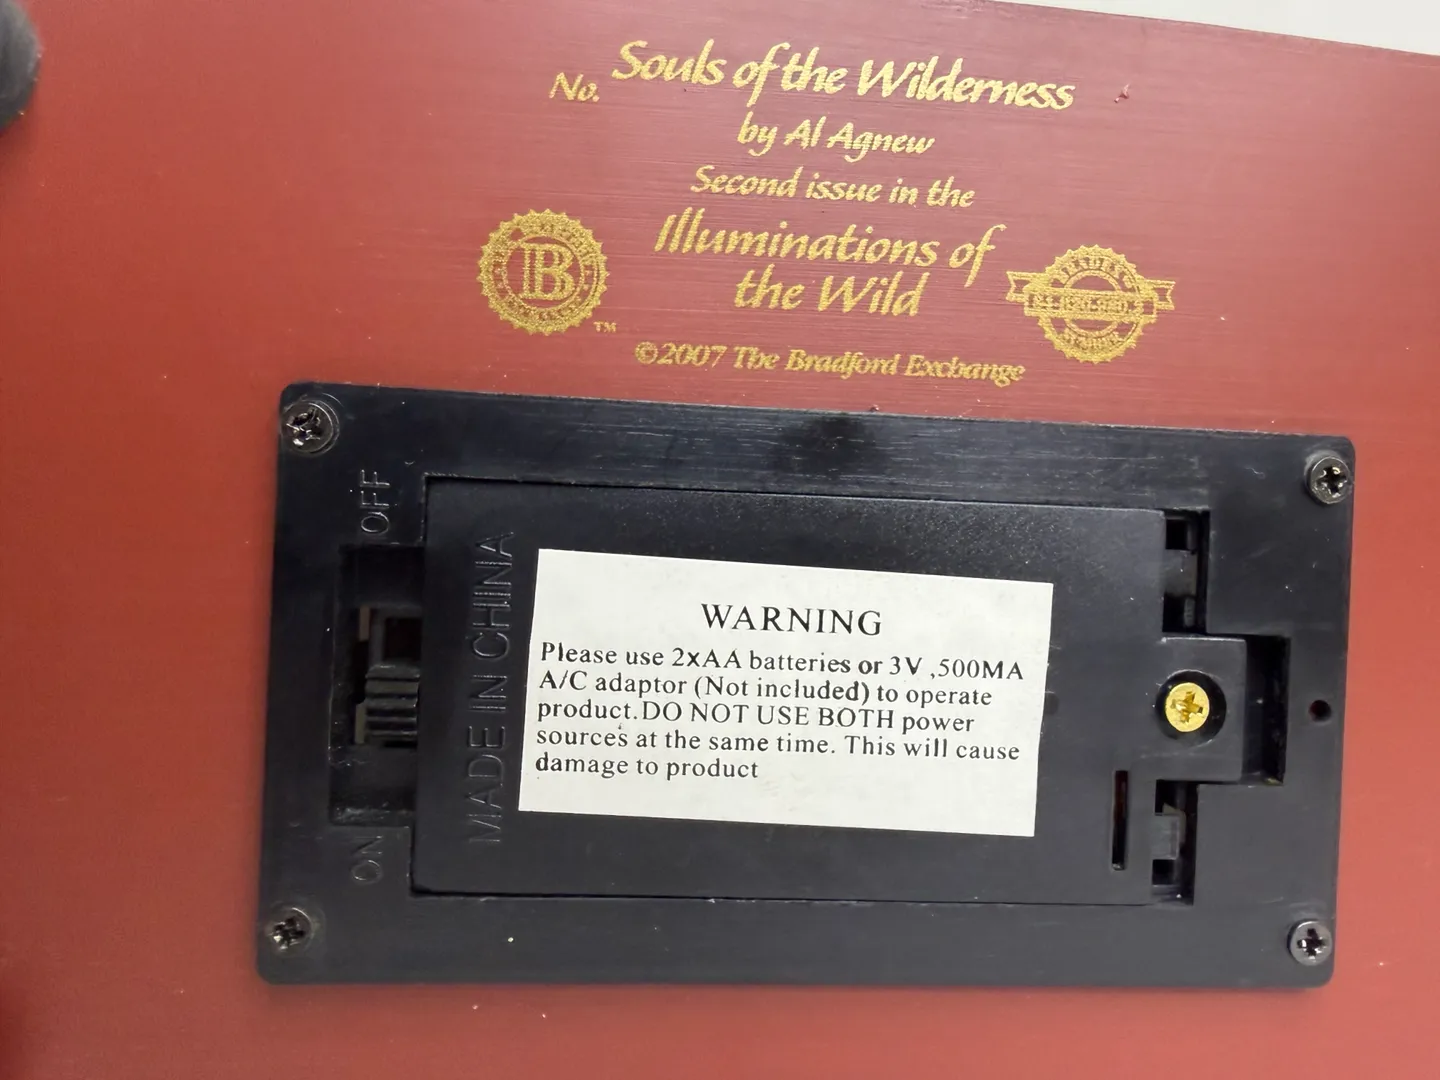 No. Souls of the Wilderness
by Al Agnew
Second issue in the
Illuminations of
the Wild
B
TM
©2007 The Bradford Exchange
OFF
ON
MADE IN CHINA
WARNING
Please use 2xAA batteries or 3V ,500MA
A/C adaptor (Not included) to operate
product.DO NOT USE BOTH power
sources at the same time. This will cause
damage to product